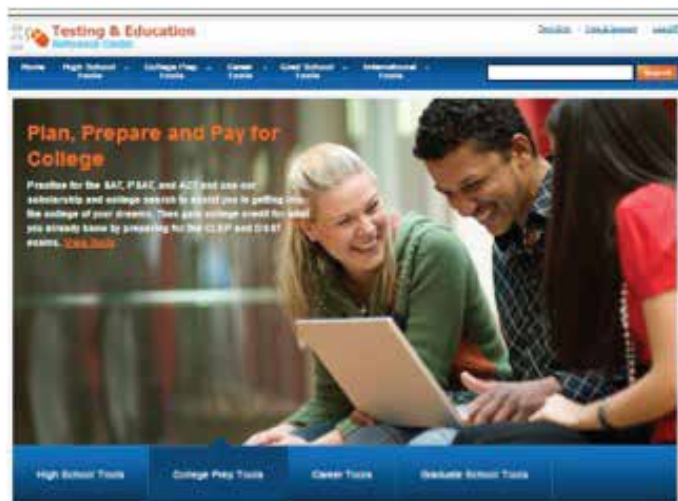 Testing & Education
Reference Center
Home High School Tools College Prep Tools Career Tools Grad School Tools International Tools Search
Plan, Prepare and Pay for
College
Practice for the SAT, PSAT, and ACT and use our
scholarship and college search to assist you in getting into
the college of your dreams. Then gain college credit for what
you already know by preparing for the CLEP and DSST
exams. View Tools
High School Tools College Prep Tools Career Tools Graduate School Tools